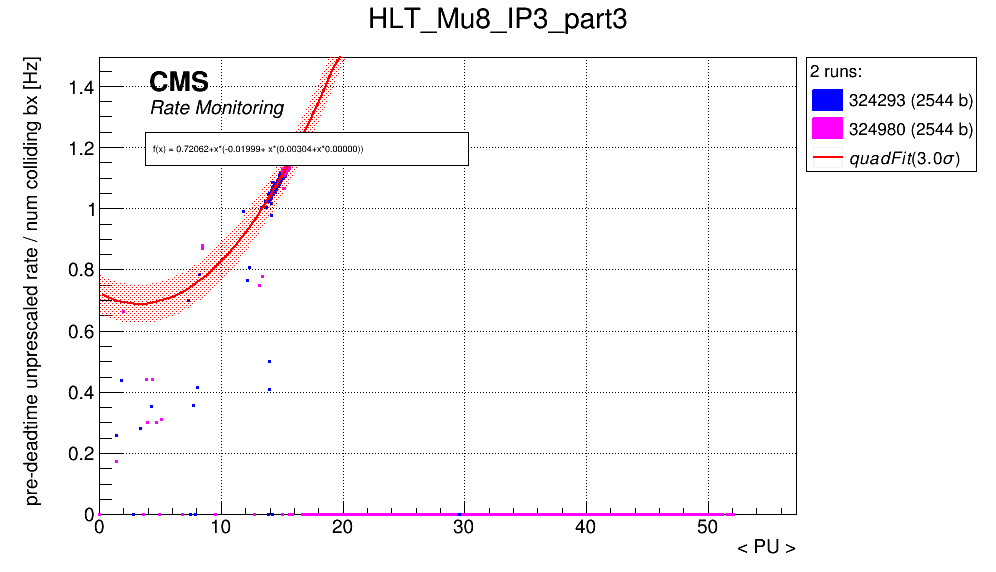 HLT_Mu8_IP3_part3
pre-deadtime unprescaled rate / num colliding bx [Hz]
CMS
Rate Monitoring
f(x) = 0.72062+x*(-0.01999+ x*(0.00304+x*0.00000))
2 runs:
324293 (2544 b)
324980 (2544 b)
quadFit(3.0σ)
1.4
1.2
1
0.8
0.6
0.4
0.2
0
0 10 20 30 40 50
< PU >